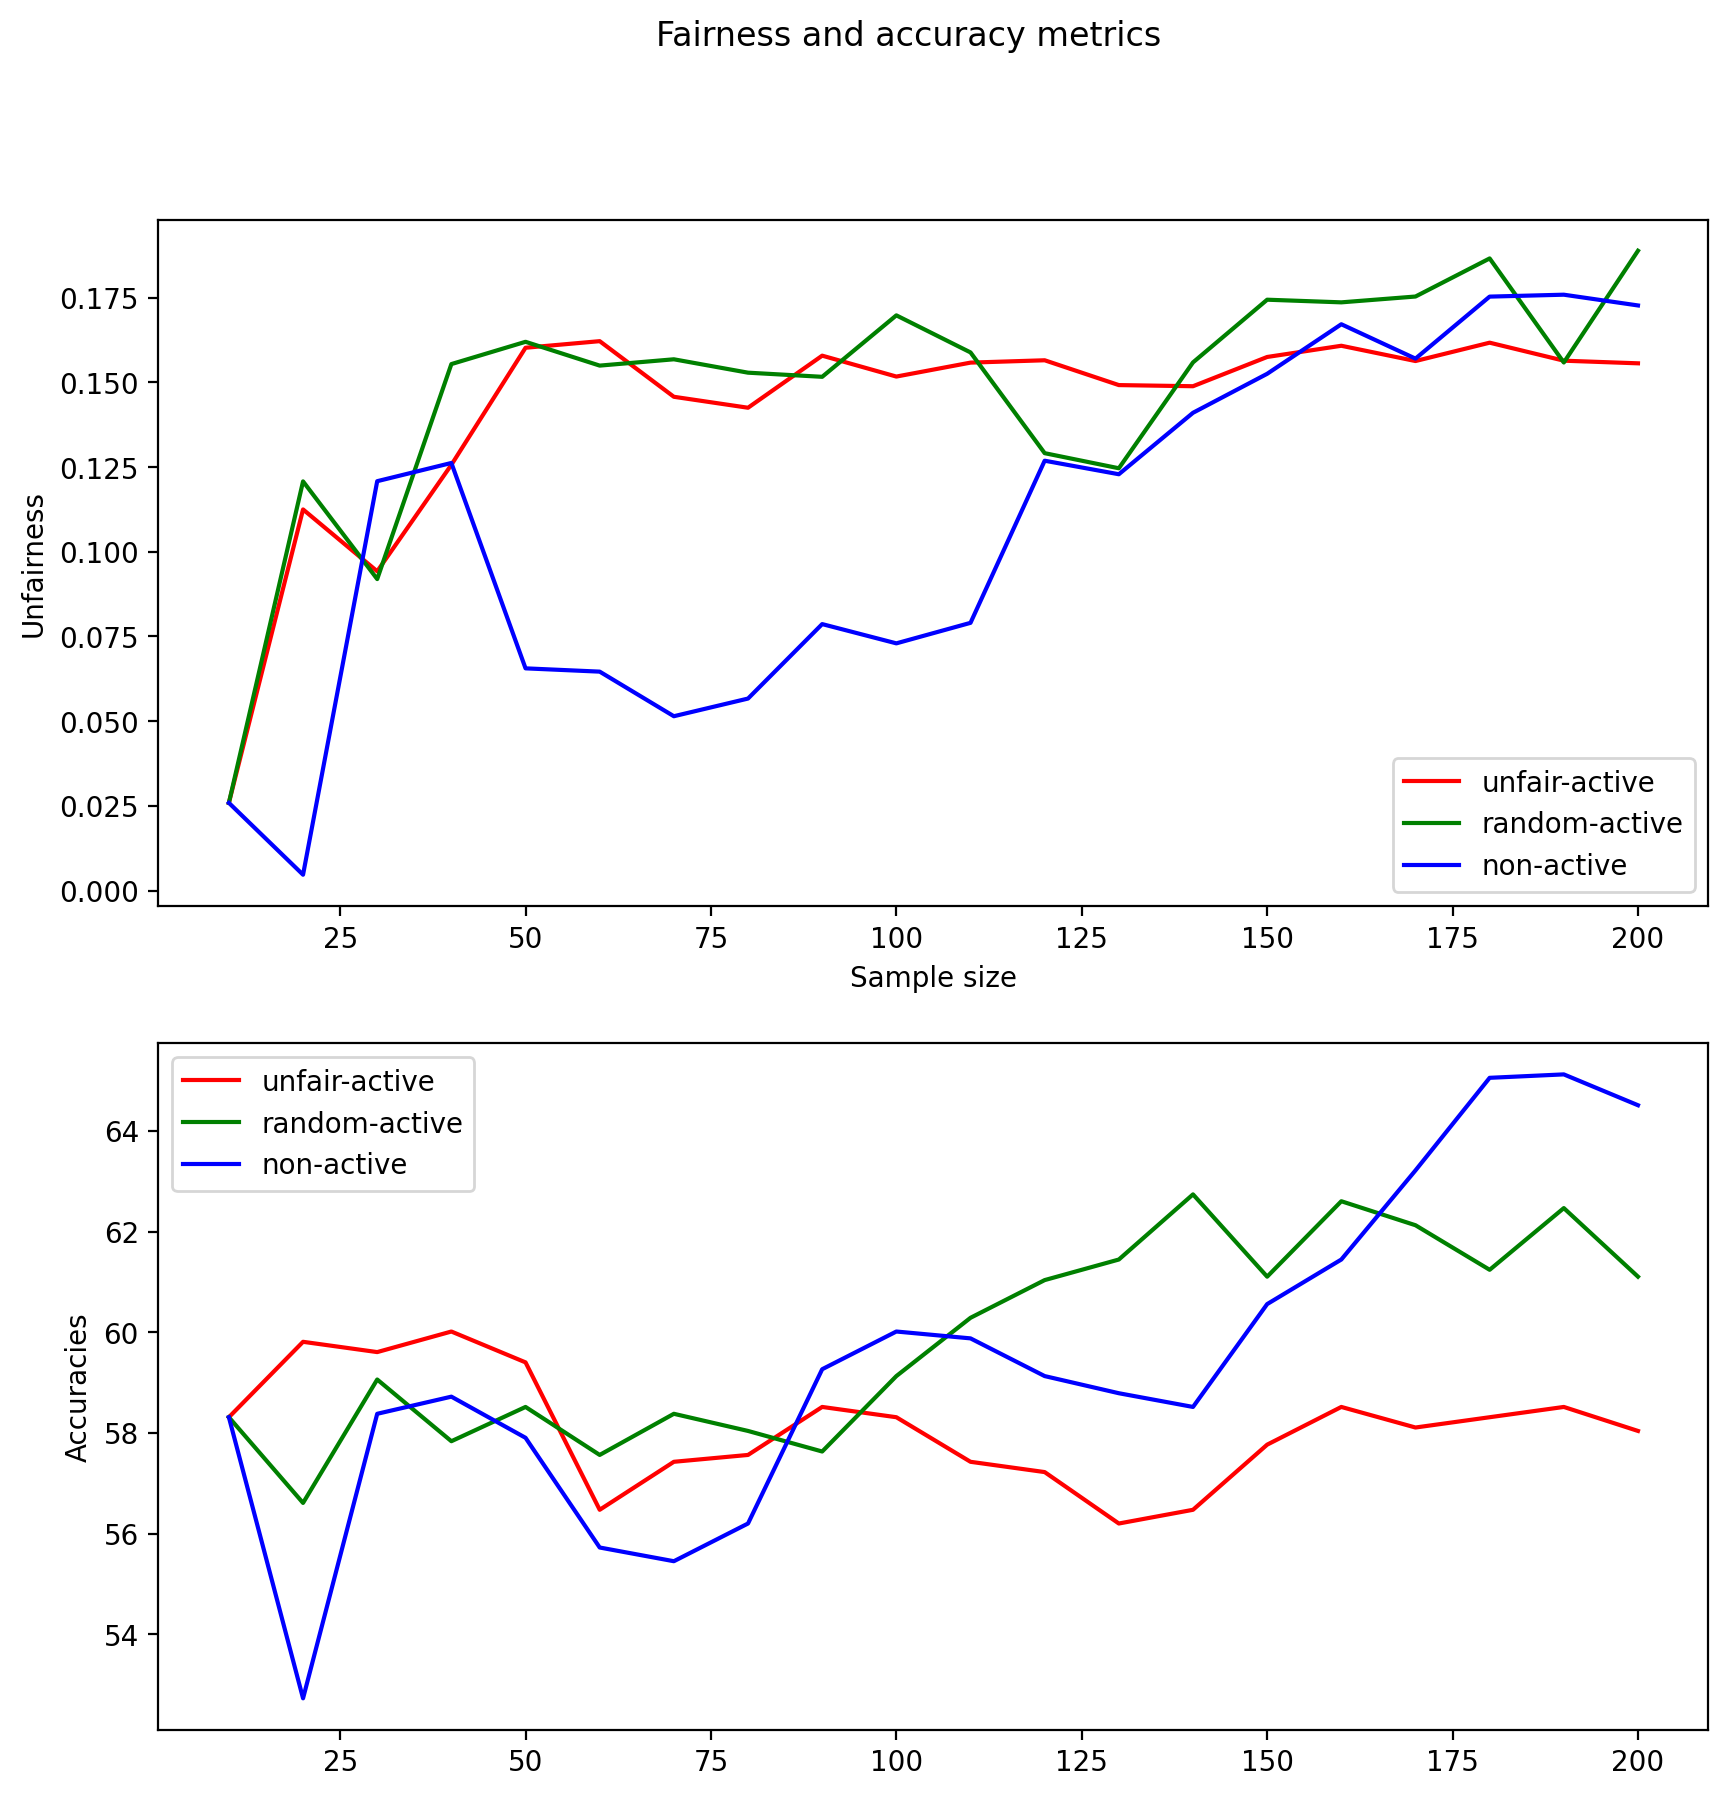 Fairness and accuracy metrics
Unfairness
0.175
0.150
0.125
0.100
0.075
0.050
0.025
0.000
unfair-active
random-active
non-active
25 50 75 100 125 150 175 200
Sample size
Accuracies
unfair-active
random-active
non-active
64
62
60
58
56
54
25 50 75 100 125 150 175 200